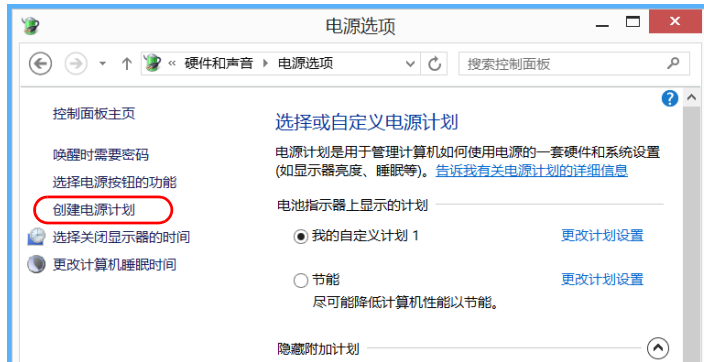 电源选项
« 硬件和声音 ▸ 电源选项
搜索控制面板
控制面板主页
唤醒时需要密码
选择电源按钮的功能
创建电源计划
选择关闭显示器的时间
更改计算机睡眠时间
选择或自定义电源计划
电源计划是用于管理计算机如何使用电源的一套硬件和系统设置
(如显示器亮度、睡眠等)。告诉我有关电源计划的详细信息
电池指示器上显示的计划
我的自定义计划 1 更改计划设置
节能 更改计划设置
尽可能降低计算机性能以节能。
隐藏附加计划